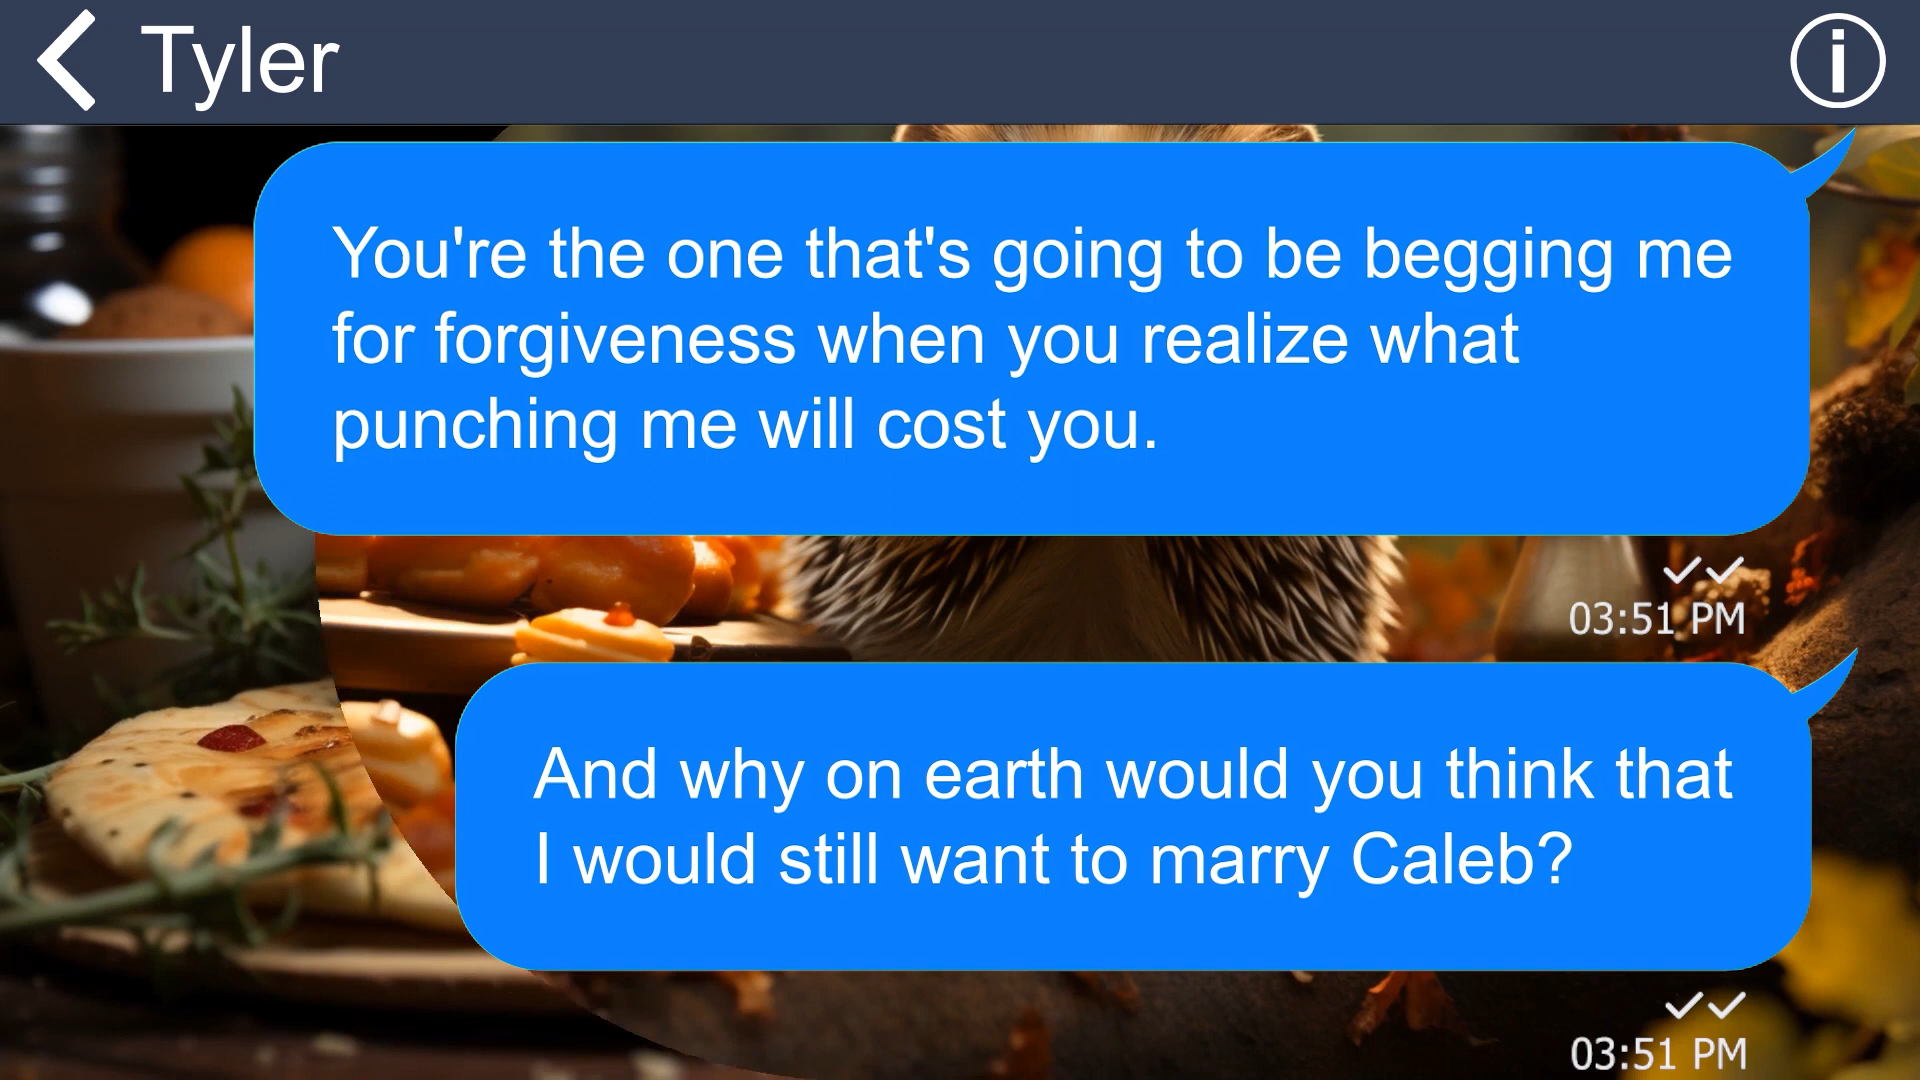 Tyler
You're the one that's going to be begging me
for forgiveness when you realize what
punching me will cost you.
03:51 PM
And why on earth would you think that
I would still want to marry Caleb?
03:51 PM